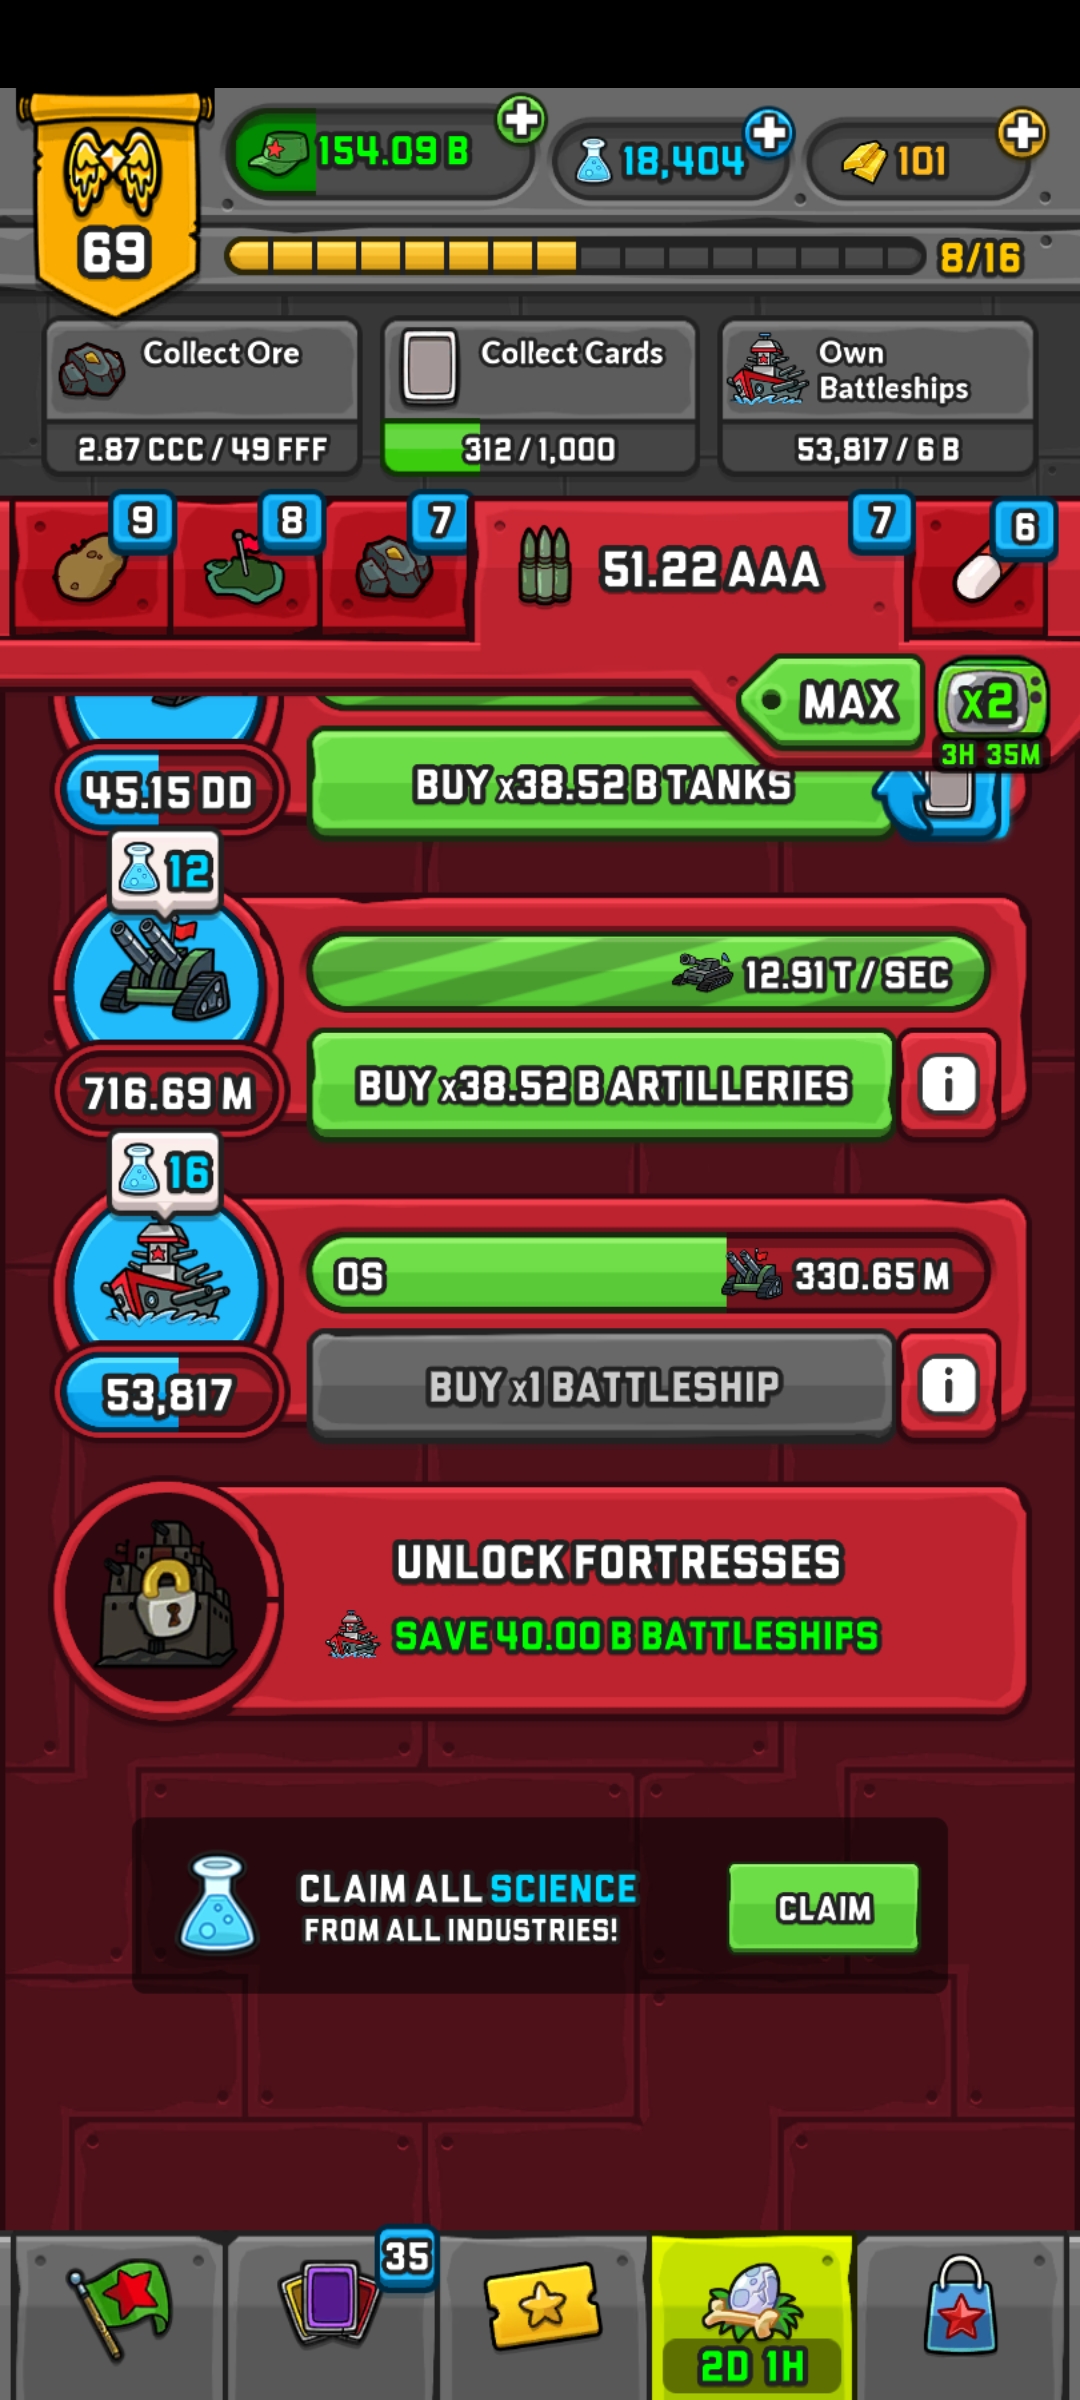 69
154.09 B
18,404
101
8/16
Collect Ore
2.87 CCC / 49 FFF
Collect Cards
312 / 1,000
Own
Battleships
53,817 / 6 B
9
8
7
51.22 AAA
7
6
MAX
x2
3H 35M
45.15 DD
BUY x38.52 B TANKS
12
12.91 T / SEC
716.69 M
BUY x38.52 B ARTILLERIES
i
16
0S
330.65 M
53,817
BUY x1 BATTLESHIP
i
UNLOCK FORTRESSES
SAVE 40.00 B BATTLESHIPS
CLAIM ALL SCIENCE
FROM ALL INDUSTRIES!
CLAIM
35
2D 1H